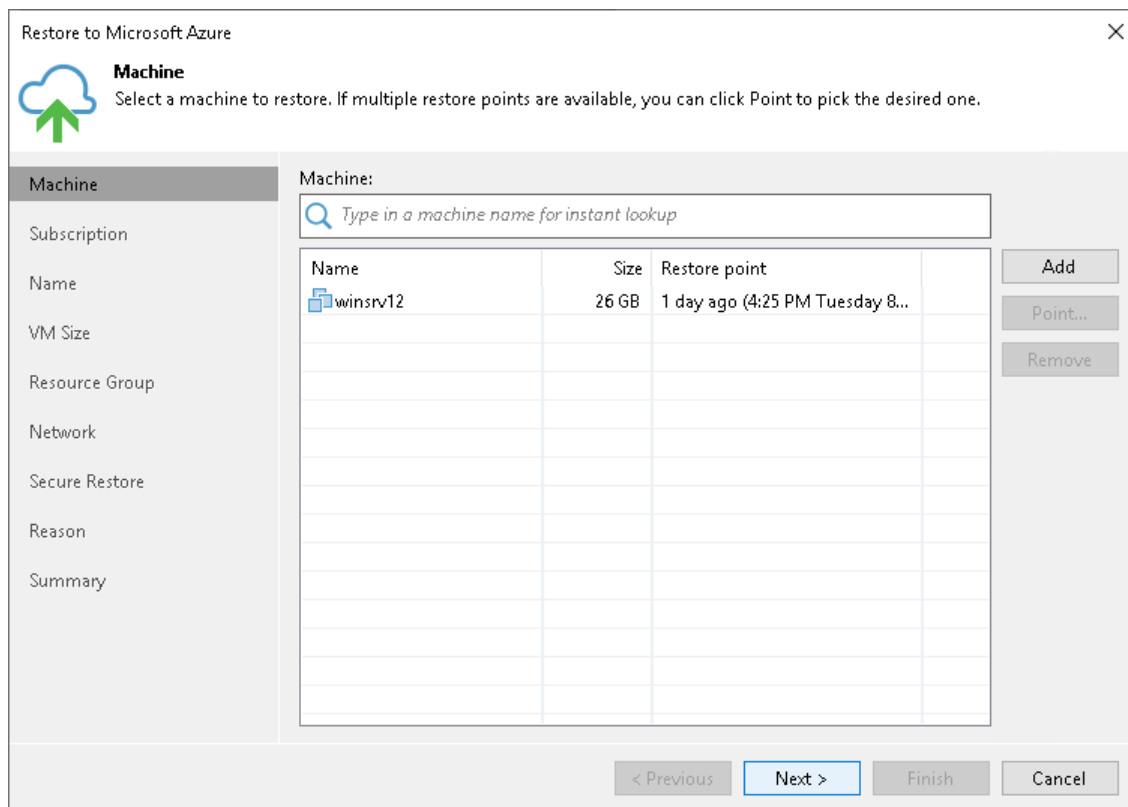 Restore to Microsoft Azure
Machine
Select a machine to restore. If multiple restore points are available, you can click Point to pick the desired one.
Machine
Subscription
Name
VM Size
Resource Group
Network
Secure Restore
Reason
Summary
Machine:
Type in a machine name for instant lookup
Name Size Restore point
winsrv12 26 GB 1 day ago (4:25 PM Tuesday 8...
Add
Point...
Remove
< Previous Next > Finish Cancel